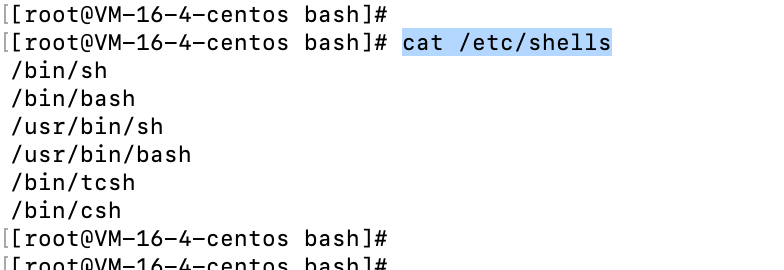 [[root@VM-16-4-centos bash]#
[[root@VM-16-4-centos bash]# cat /etc/shells
/bin/sh
/bin/bash
/usr/bin/sh
/usr/bin/bash
/bin/tcsh
/bin/csh
[[root@VM-16-4-centos bash]#
[[root@VM-16-4-centos bash]#